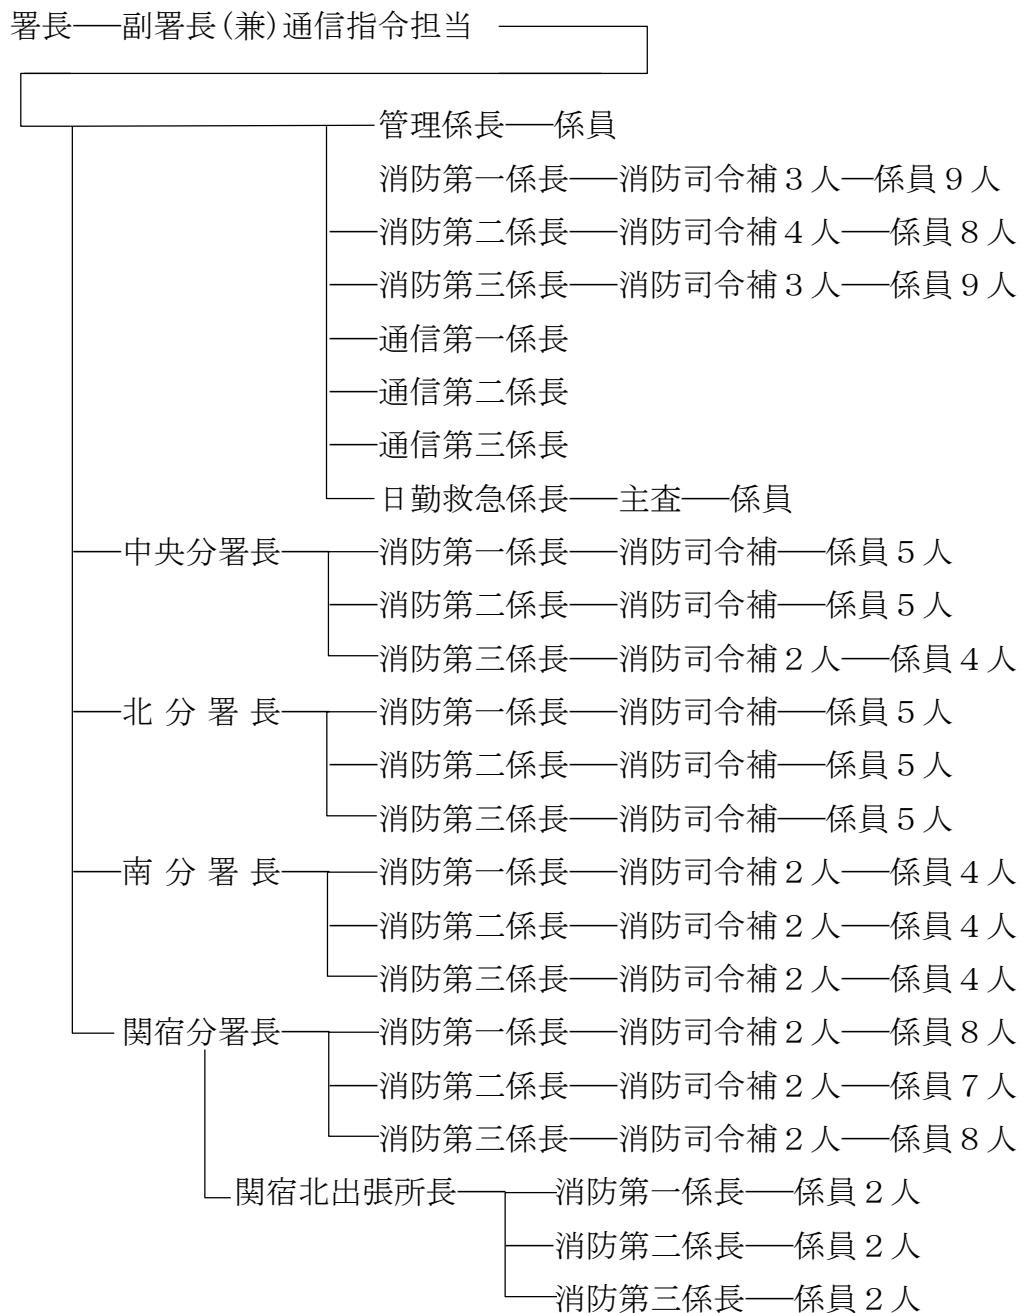 署長――副署長(兼)通信指令担当
管理係長――係員
消防第一係長――消防司令補３人―係員９人
消防第二係長――消防司令補４人――係員８人
消防第三係長――消防司令補３人――係員９人
通信第一係長
通信第二係長
通信第三係長
日勤救急係長――主査――係員
中央分署長――消防第一係長――消防司令補――係員５人
消防第二係長――消防司令補――係員５人
消防第三係長――消防司令補２人――係員４人
北分署長――消防第一係長――消防司令補――係員５人
消防第二係長――消防司令補――係員５人
消防第三係長――消防司令補――係員５人
南分署長――消防第一係長――消防司令補２人――係員４人
消防第二係長――消防司令補２人――係員４人
消防第三係長――消防司令補２人――係員４人
関宿分署長――消防第一係長――消防司令補２人――係員８人
消防第二係長――消防司令補２人――係員７人
消防第三係長――消防司令補２人――係員８人
関宿北出張所長――消防第一係長――係員２人
消防第二係長――係員２人
消防第三係長――係員２人